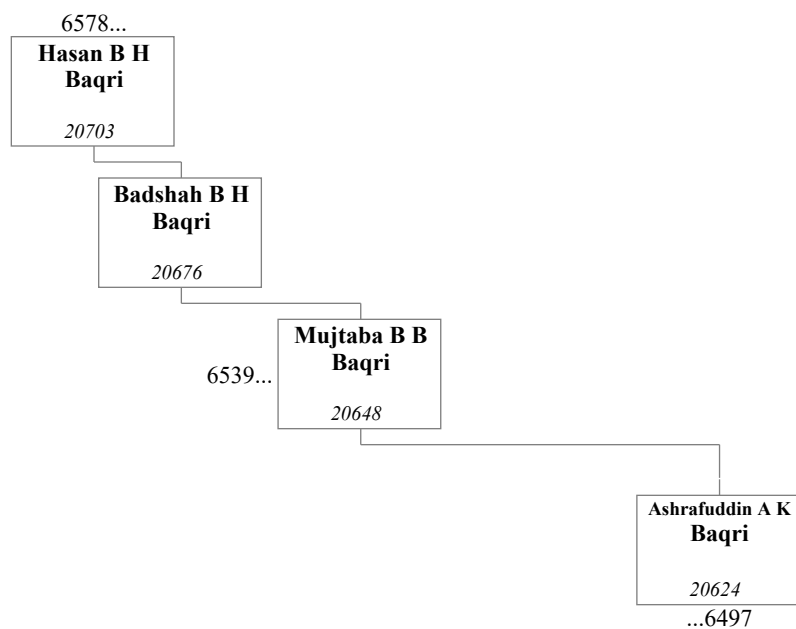 6578...
Hasan B H
Baqri
20703
Badshah B H
Baqri
20676
Mujtaba B B
Baqri
6539...
20648
Ashrafuddin A K
Baqri
20624
...6497